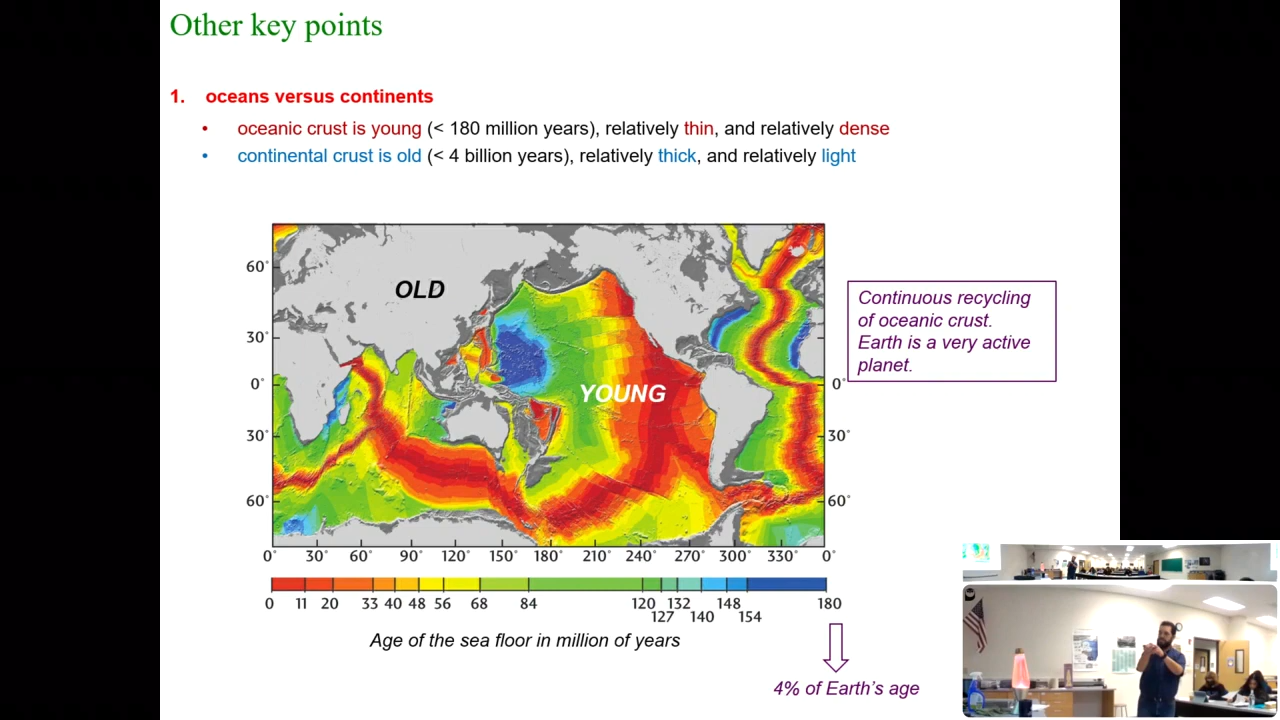 Other key points
1. oceans versus continents
• oceanic crust is young (< 180 million years), relatively thin, and relatively dense
• continental crust is old (< 4 billion years), relatively thick, and relatively light
60°
30°
0°
30°
60°
OLD
YOUNG
0°
30°
60°
0° 30° 60° 90° 120° 150° 180° 210° 240° 270° 300° 330° 0°
Continuous recycling
of oceanic crust.
Earth is a very active
planet.
0 11 20 33 40 48 56 68 84 120 132 148 180
127 140 154
Age of the sea floor in million of years
4% of Earth's age